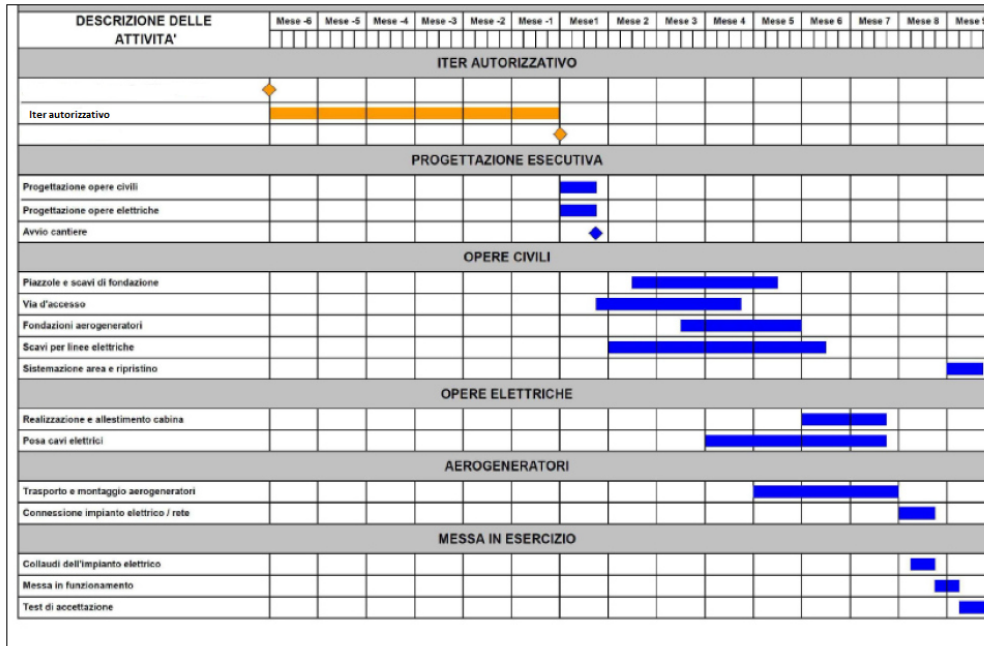 DESCRIZIONE DELLE
ATTIVITA'
Mese -6 Mese -5 Mese -4 Mese -3 Mese -2 Mese -1 Mese1 Mese 2 Mese 3 Mese 4 Mese 5 Mese 6 Mese 7 Mese 8 Mese 9
ITER AUTORIZZATIVO
Iter autorizzativo
PROGETTAZIONE ESECUTIVA
Progettazione opere civili
Progettazione opere elettriche
Avvio cantiere
OPERE CIVILI
Piazzole e scavi di fondazione
Via d'accesso
Fondazioni aerogeneratori
Scavi per linee elettriche
Sistemazione area e ripristino
OPERE ELETTRICHE
Realizzazione e allestimento cabina
Posa cavi elettrici
AEROGENERATORI
Trasporto e montaggio aerogeneratori
Connessione impianto elettrico / rete
MESSA IN ESERCIZIO
Collaudi dell'impianto elettrico
Messa in funzionamento
Test di accettazione